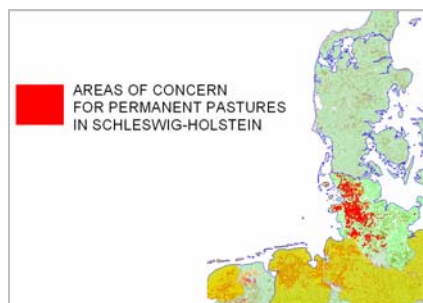 AREAS OF CONCERN
FOR PERMANENT PASTURES
IN SCHLESWIG-HOLSTEIN